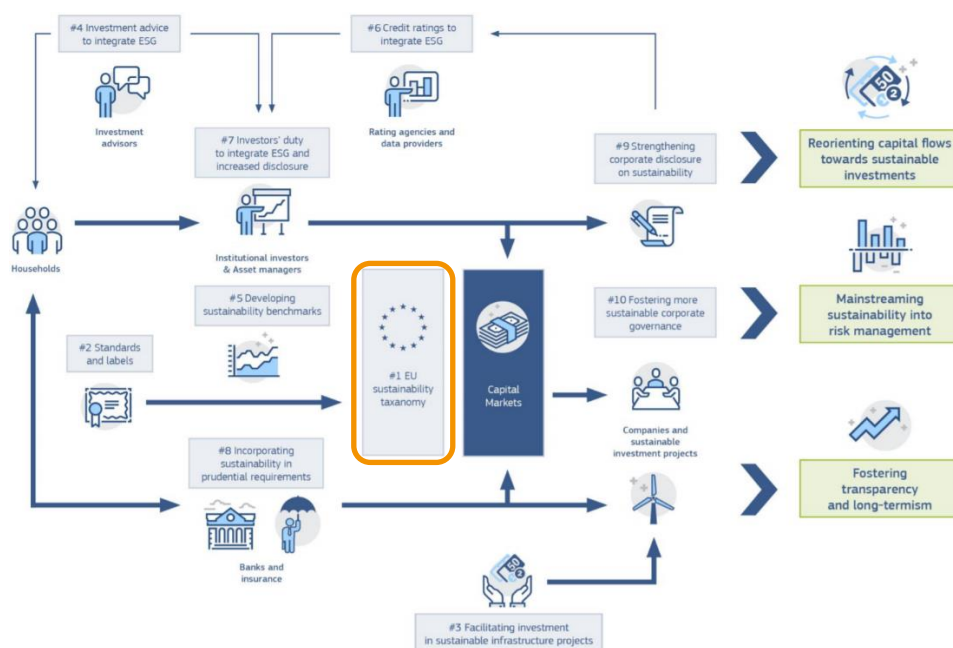 #4 Investment advice
to integrate ESG
#6 Credit ratings to
integrate ESG
50
2
Investment
advisors
Rating agencies and
data providers
#7 Investors' duty
to integrate ESG and
increased disclosure
#9 Strengthening
corporate disclosure
on sustainability
Reorienting capital flows
towards sustainable
investments
Households
Institutional investors
& Asset managers
#5 Developing
sustainability benchmarks
#10 Fostering more
sustainable corporate
governance
Mainstreaming
sustainability into
risk management
#2 Standards
and labels
#1 EU
sustainability
taxanomy
Capital
Markets
Companies and
sustainable
investment projects
#8 Incorporating
sustainability in
prudential requirements
Fostering
transparency
and long-termism
Banks and
insurance
50
2
#3 Facilitating investment
in sustainable infrastructure projects